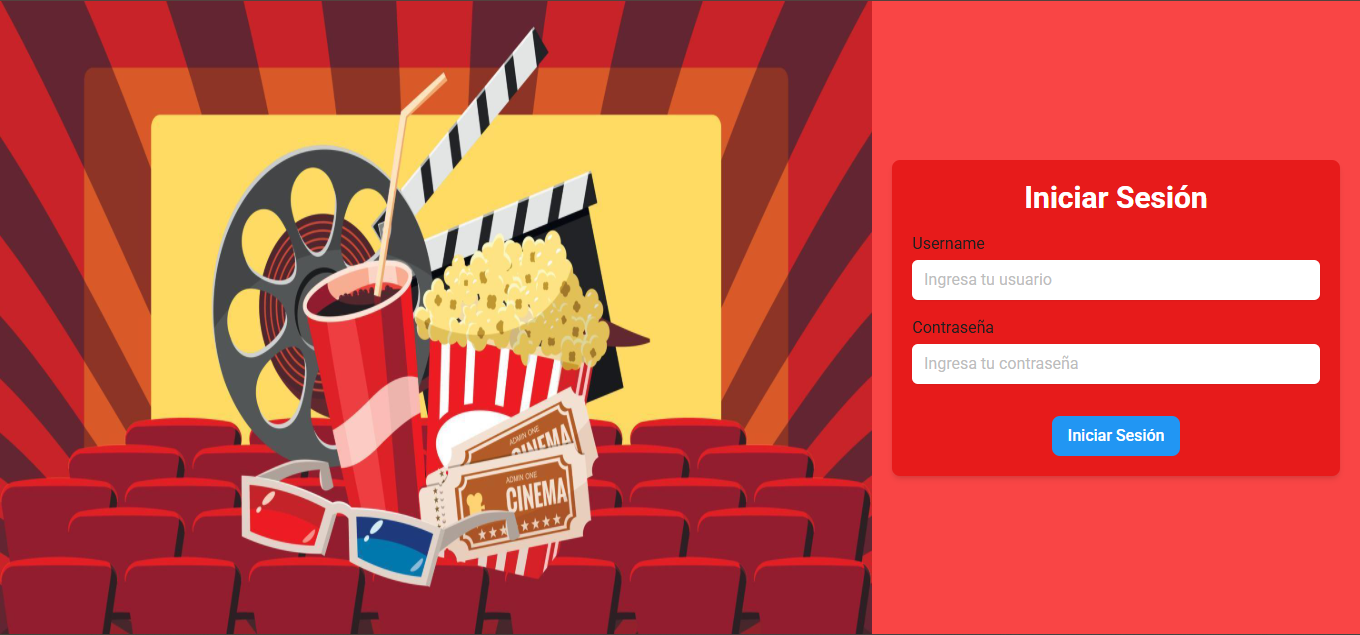 ADMIN ONE
CINEMA
ADMIN ONE
CINEMA
Iniciar Sesión
Username
Ingresa tu usuario
Contraseña
Ingresa tu contraseña
Iniciar Sesión